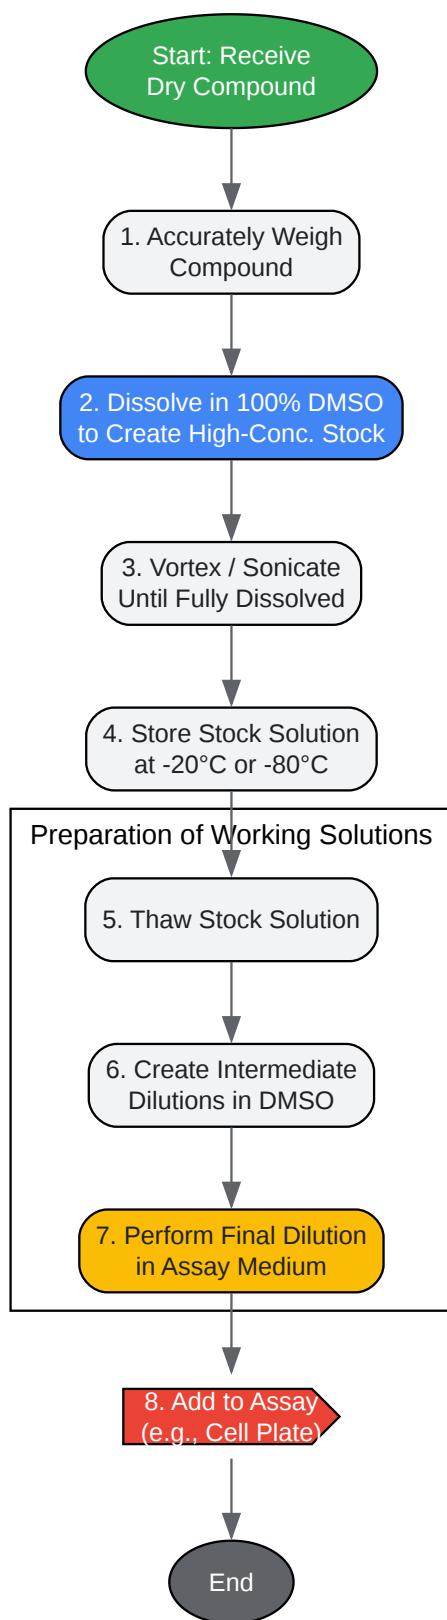 Start: Receive
Dry Compound
1. Accurately Weigh
Compound
2. Dissolve in 100% DMSO
to Create High-Conc. Stock
3. Vortex / Sonicate
Until Fully Dissolved
4. Store Stock Solution
at -20°C or -80°C
Preparation of Working Solutions
5. Thaw Stock Solution
6. Create Intermediate
Dilutions in DMSO
7. Perform Final Dilution
in Assay Medium
8. Add to Assay
(e.g., Cell Plate)
End